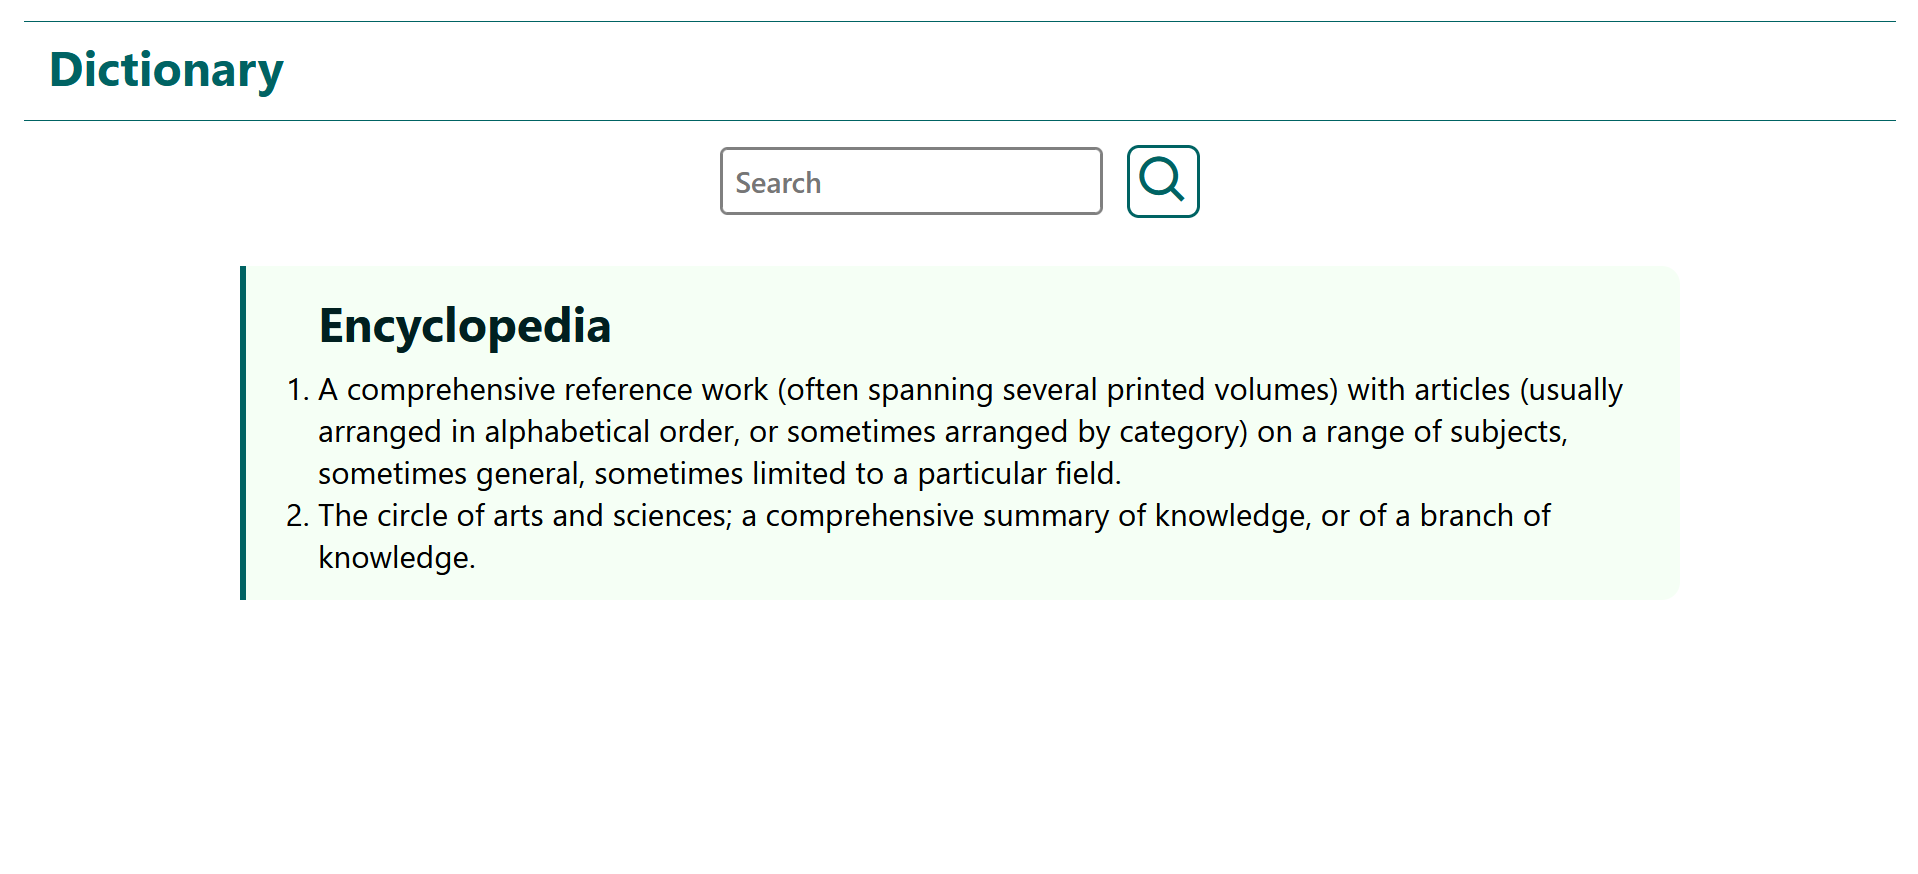 Dictionary
Search
Encyclopedia
1. A comprehensive reference work (often spanning several printed volumes) with articles (usually
arranged in alphabetical order, or sometimes arranged by category) on a range of subjects,
sometimes general, sometimes limited to a particular field.
2. The circle of arts and sciences; a comprehensive summary of knowledge, or of a branch of
knowledge.